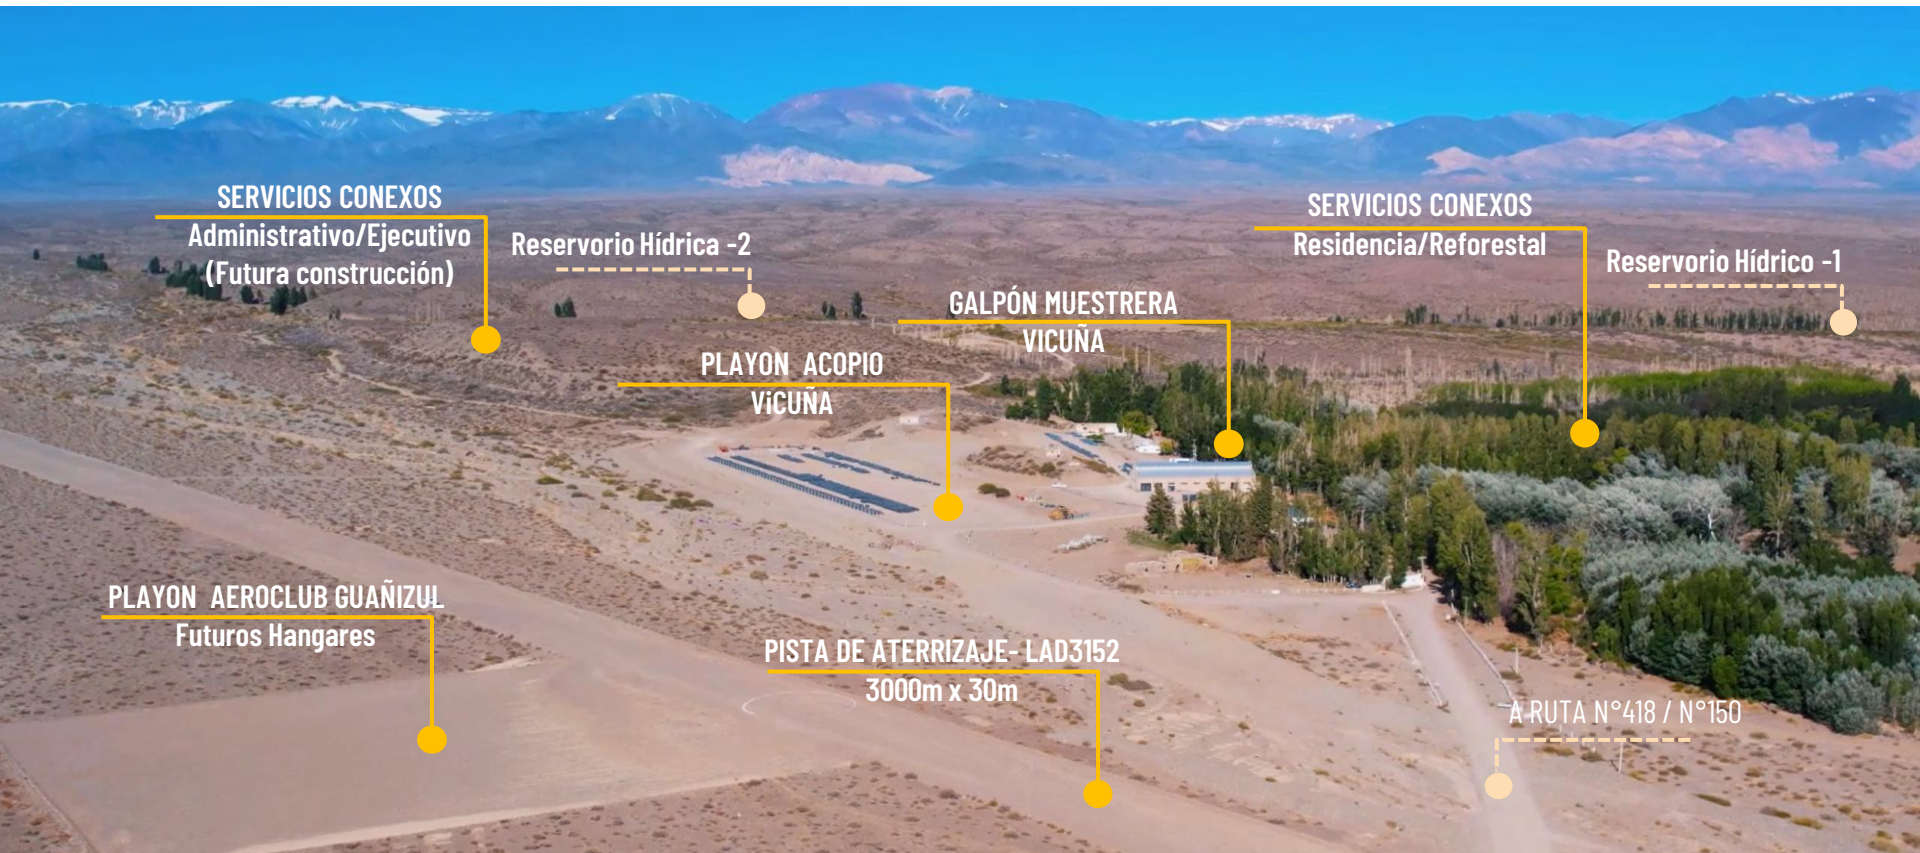 SERVICIOS CONEXOS
Administrativo/Ejecutivo
(Futura construcción)
Reservorio Hídrica -2
SERVICIOS CONEXOS
Residencia/Reforestal
Reservorio Hídrico -1
GALPÓN MUESTRERA
VICUÑA
PLAYON ACOPIO
ViCUÑA
PLAYON AEROCLUB GUAÑIZUL
Futuros Hangares
PISTA DE ATERRIZAJE- LAD3152
3000m x 30m
A RUTA N°418 / N°150